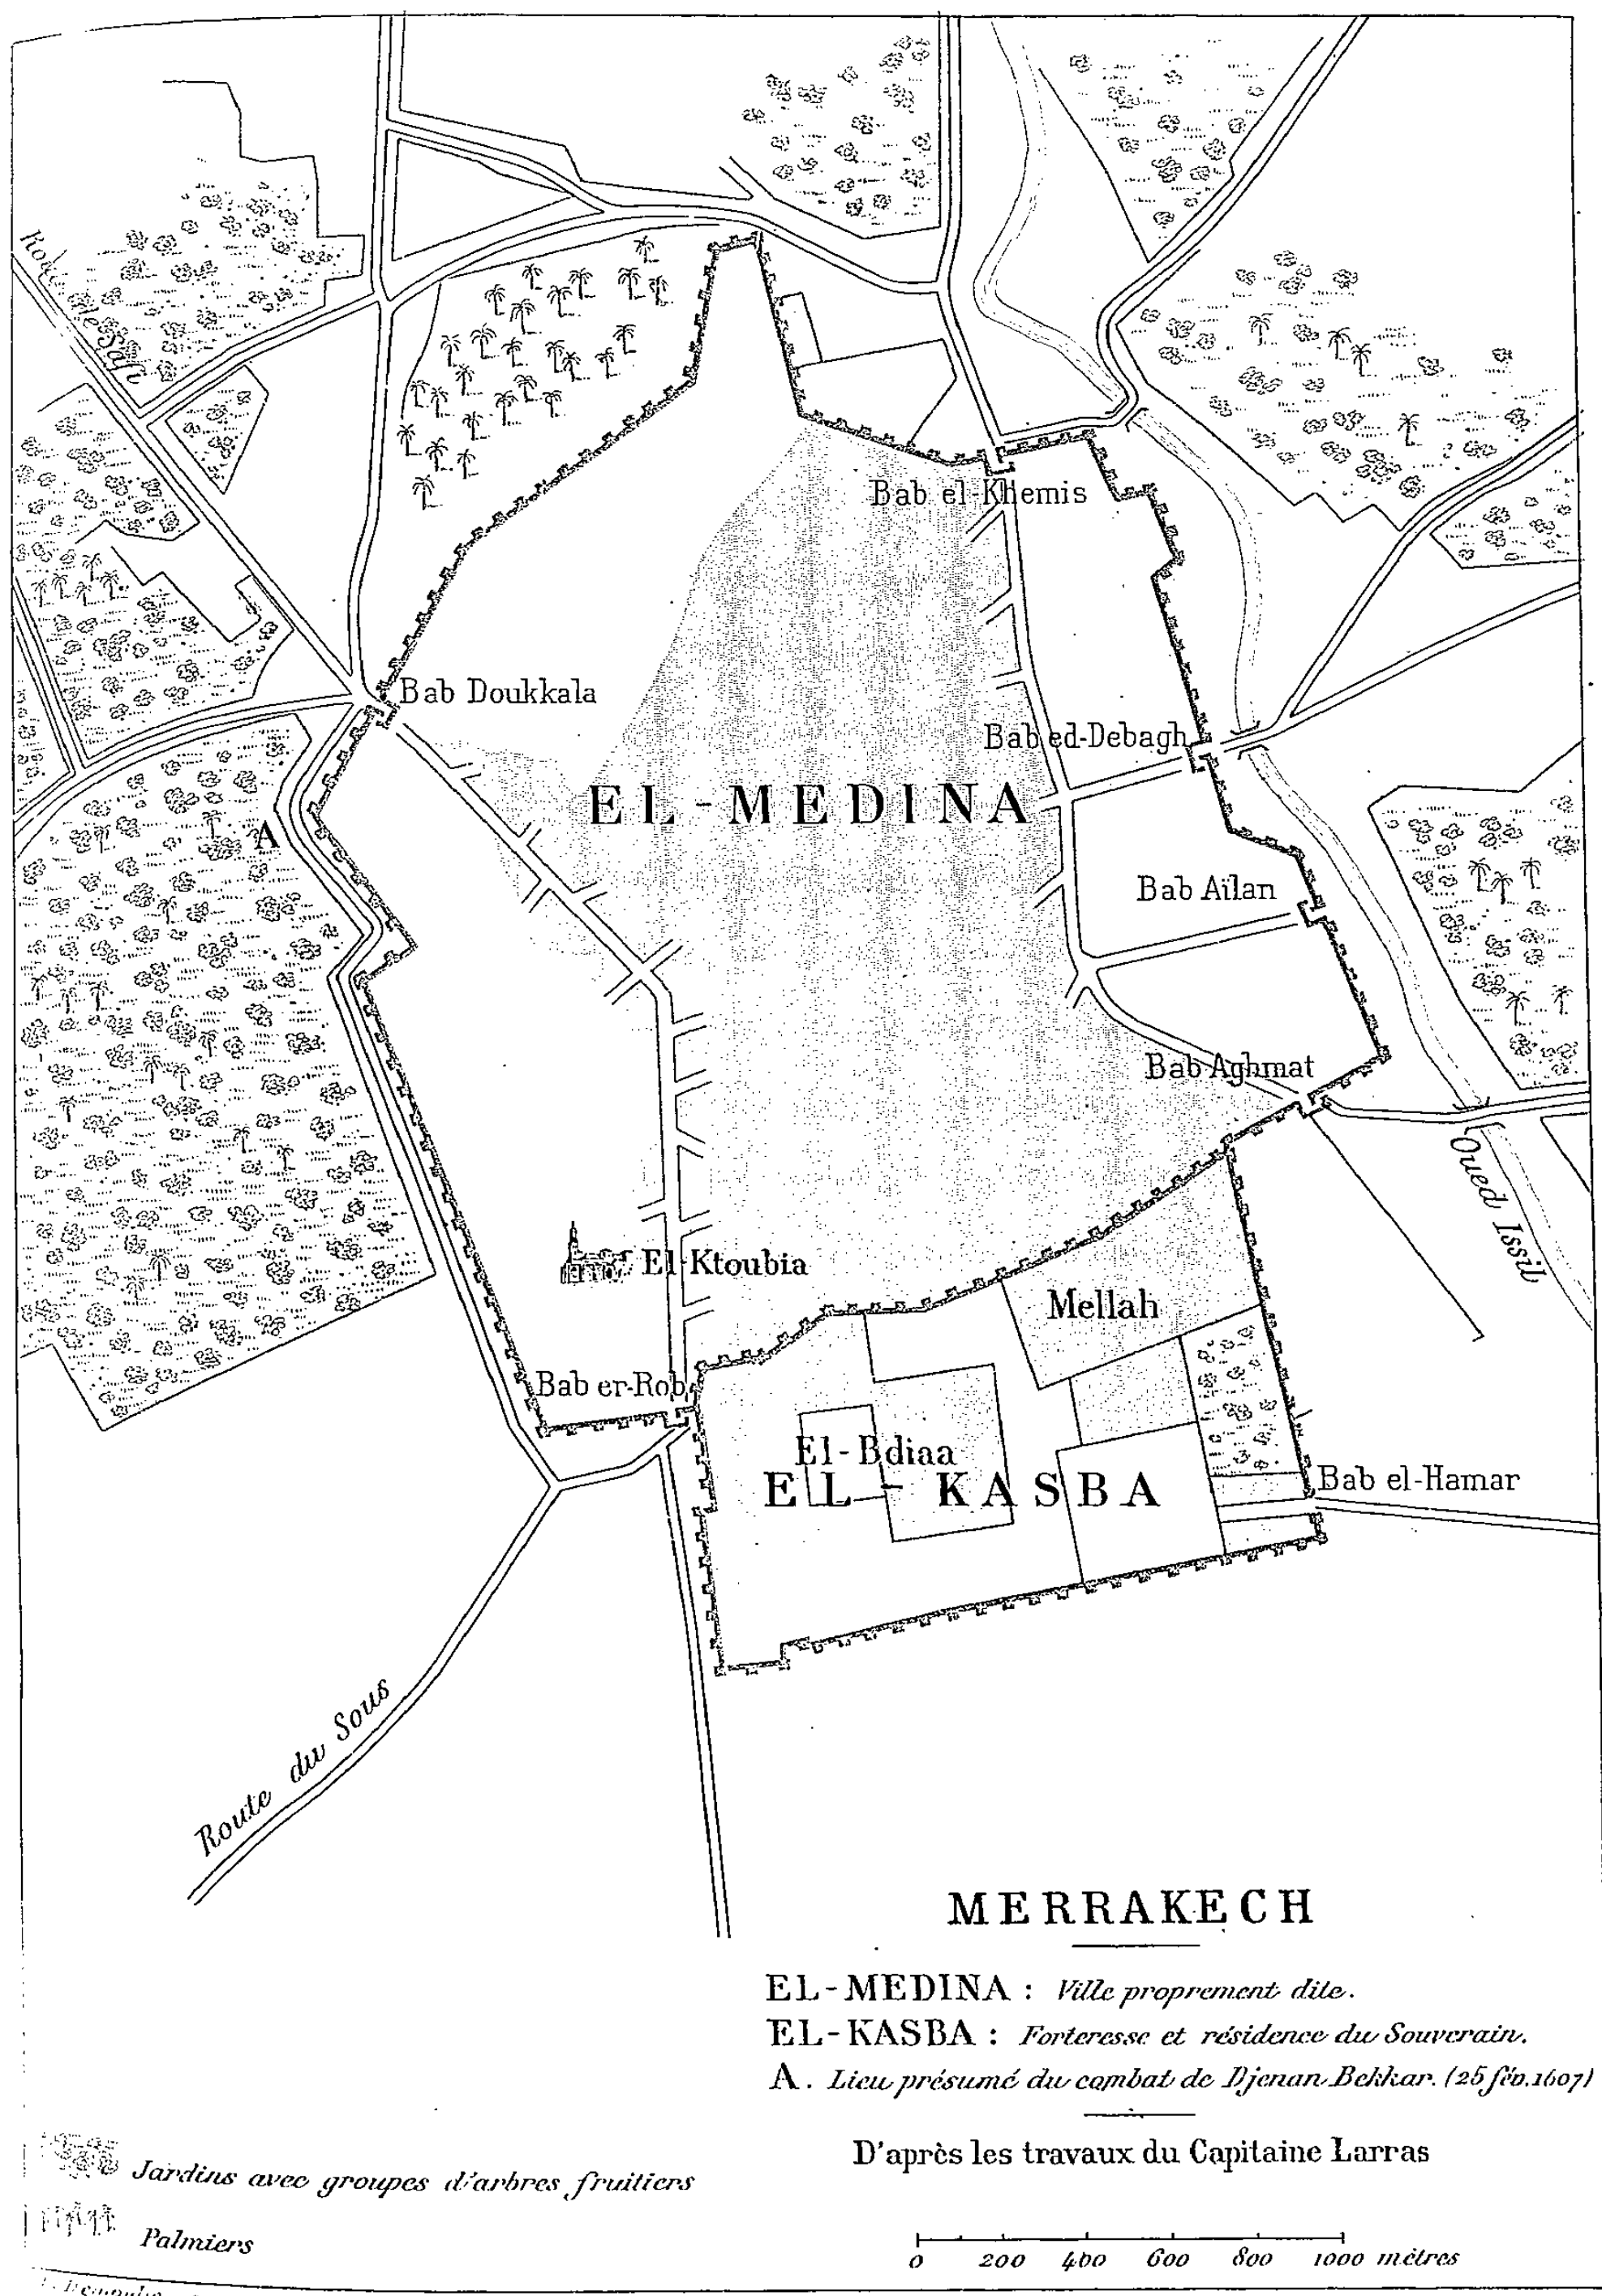 Route de Safi
Bab el-Khemis
Bab Doukkala
Bab ed-Debagh
EL-MEDINA
A
Bab Aïlan
Bab Aghmat
Oued Issil
El-Ktoubia
Mellah
Bab er-Rob
El-Bdiaa
EL-KASBA
Bab el-Hamar
Route du Sous
MERRAKECH
EL-MEDINA : Ville proprement dite.
EL-KASBA : Forteresse et résidence du Souverain.
A. Lieu présumé du combat de Djenan Bekkar. (25 fév. 1607)
D'après les travaux du Capitaine Larras
Jardins avec groupes d'arbres fruitiers
Palmiers
0 200 400 600 800 1000 mètres